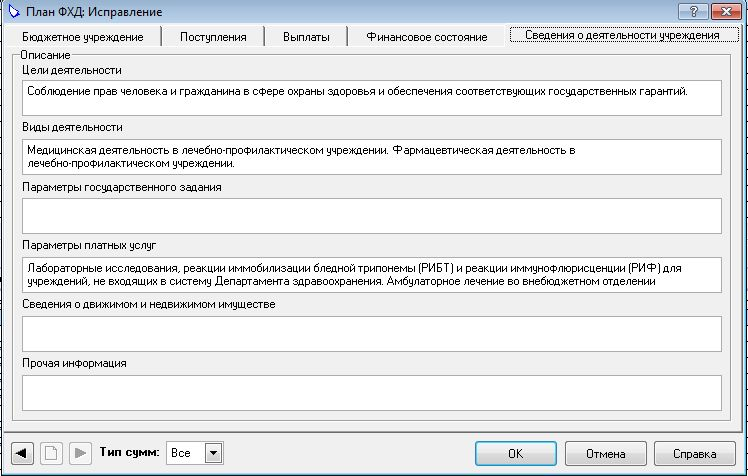 План ФХД: Исправление
Бюджетное учреждение
Поступления
Выплаты
Финансовое состояние
Сведения о деятельности учреждения
Описание
Цели деятельности
Соблюдение прав человека и гражданина в сфере охраны здоровья и обеспечения соответствующих государственных гарантий.
Виды деятельности
Медицинская деятельность в лечебно-профилактическом учреждении. Фармацевтическая деятельность в
лечебно-профилактическом учреждении.
Параметры государственного задания
Параметры платных услуг
Лабораторные исследования, реакции иммобилизации бледной трипонемы (РИБТ) и реакции иммунофлюрисценции (РИФ) для
учреждений, не входящих в систему Департамента здравоохранения. Амбулаторное лечение во внебюджетном отделении
Сведения о движимом и недвижимом имуществе
Прочая информация
Тип сумм: Все
ОК
Отмена
Справка